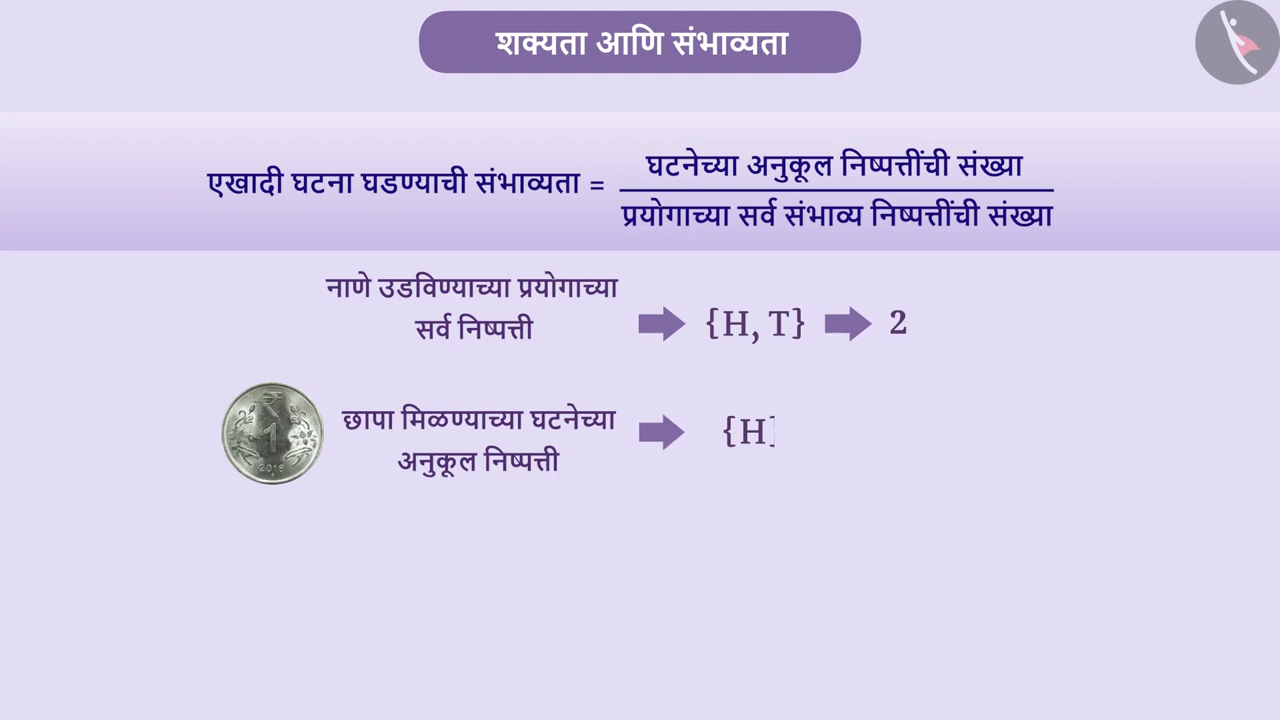 शक्यता आणि संभाव्यता
एखादी घटना घडण्याची संभाव्यता = घटनेच्या अनुकूल निष्पत्तींची संख्या
प्रयोगाच्या सर्व संभाव्य निष्पत्तींची संख्या
नाणे उडविण्याच्या प्रयोगाच्या
सर्व निष्पत्ती
{H, T}
2
₹
1
2016
छापा मिळण्याच्या घटनेच्या
अनुकूल निष्पत्ती
{H